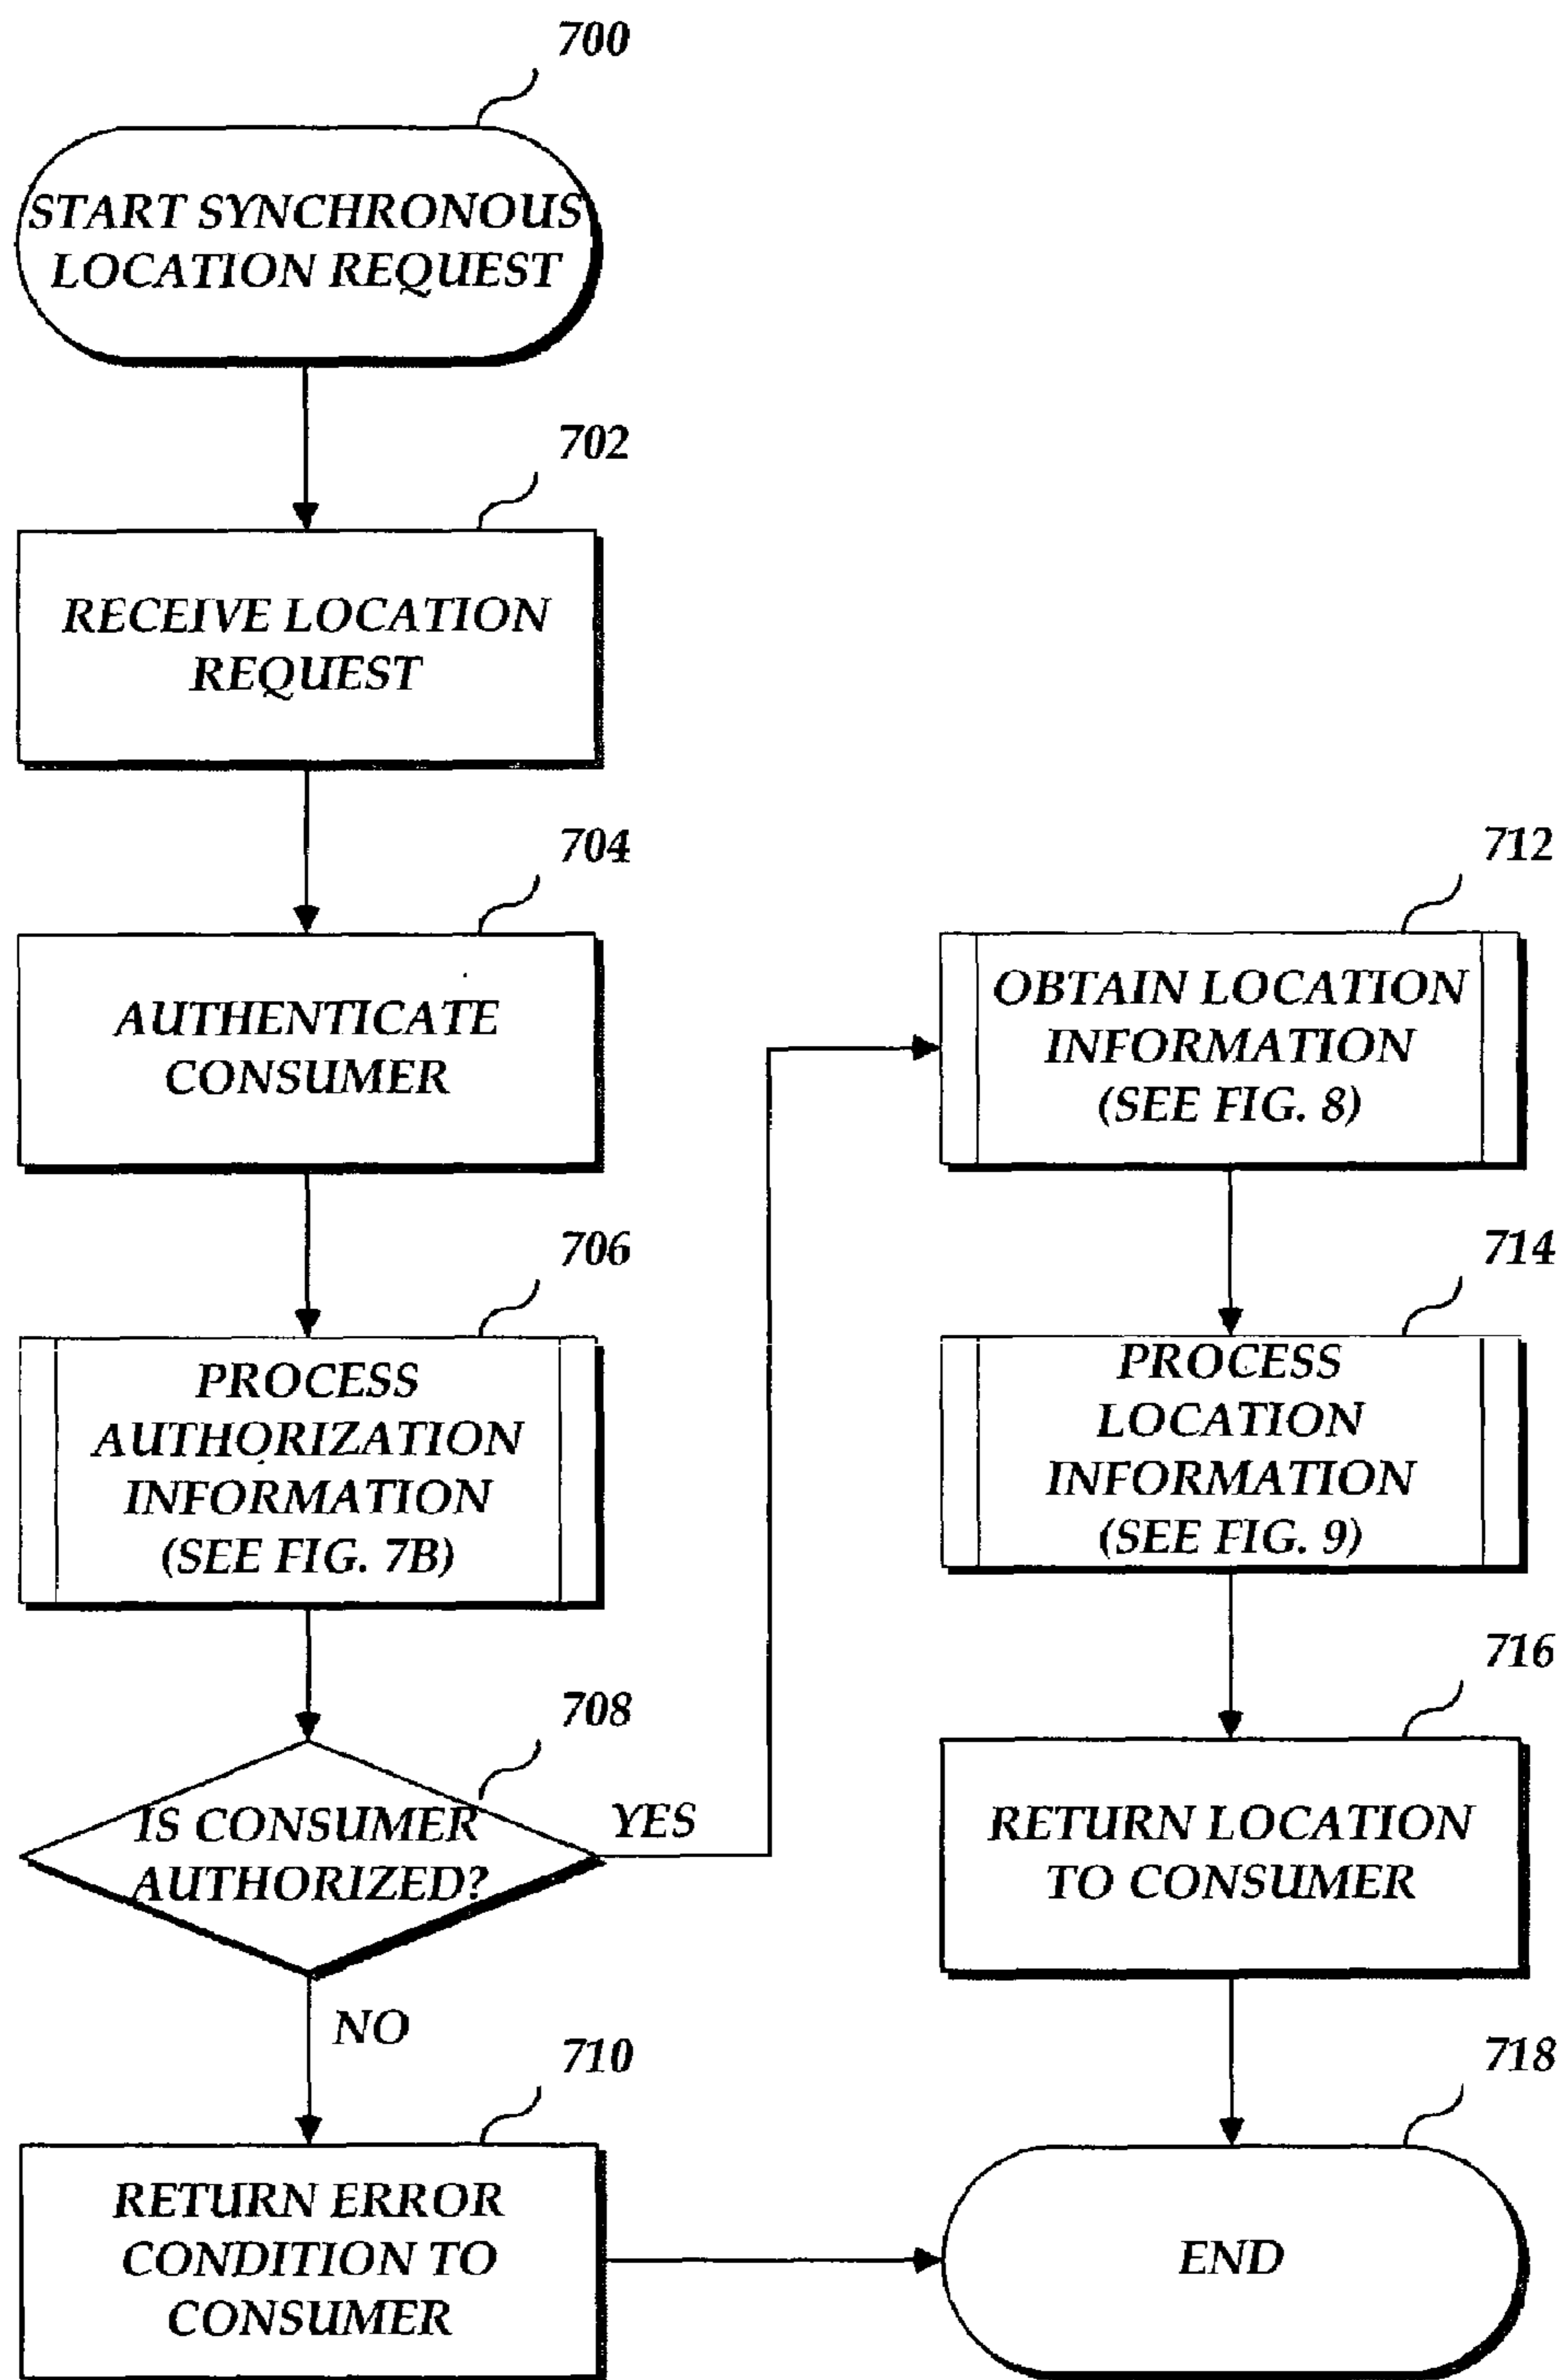 700
START SYNCHRONOUS
LOCATION REQUEST
702
RECEIVE LOCATION
REQUEST
704
AUTHENTICATE
CONSUMER
706
PROCESS
AUTHORIZATION
INFORMATION
(SEE FIG. 7B)
708
IS CONSUMER
AUTHORIZED?
YES
NO
710
RETURN ERROR
CONDITION TO
CONSUMER
712
OBTAIN LOCATION
INFORMATION
(SEE FIG. 8)
714
PROCESS
LOCATION
INFORMATION
(SEE FIG. 9)
716
RETURN LOCATION
TO CONSUMER
718
END